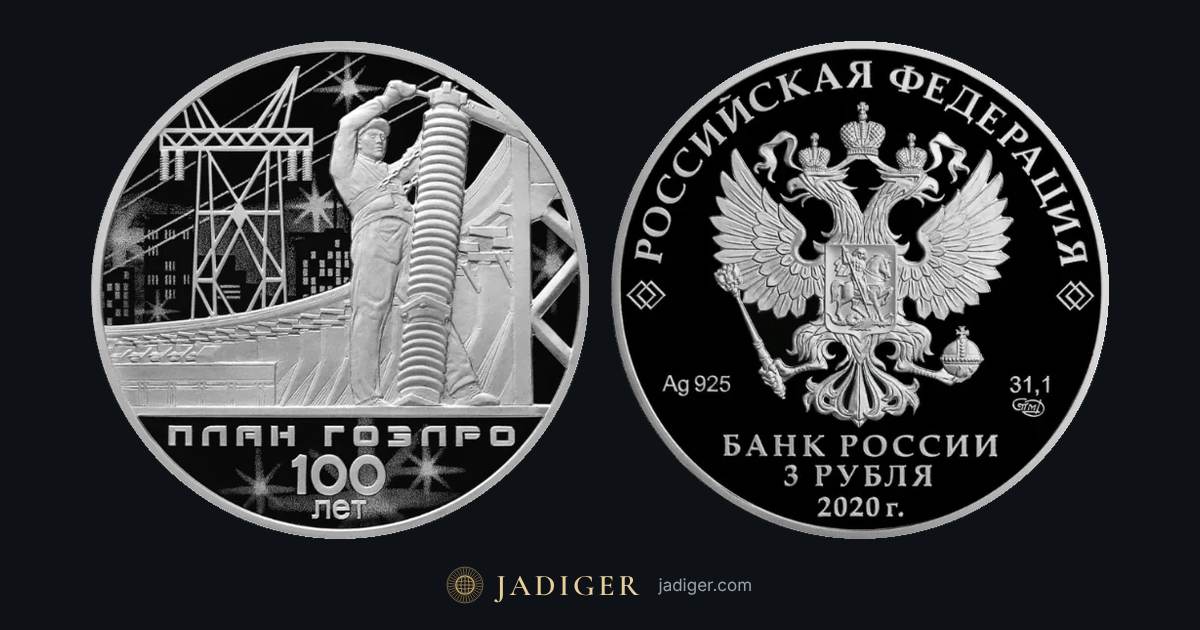 ПЛАН ГОЭЛРО
100
лет
РОССИЙСКАЯ ФЕДЕРАЦИЯ
Ag 925
31,1
БАНК РОССИИ
3 РУБЛЯ
2020 г.
JADIGER jadiger.com